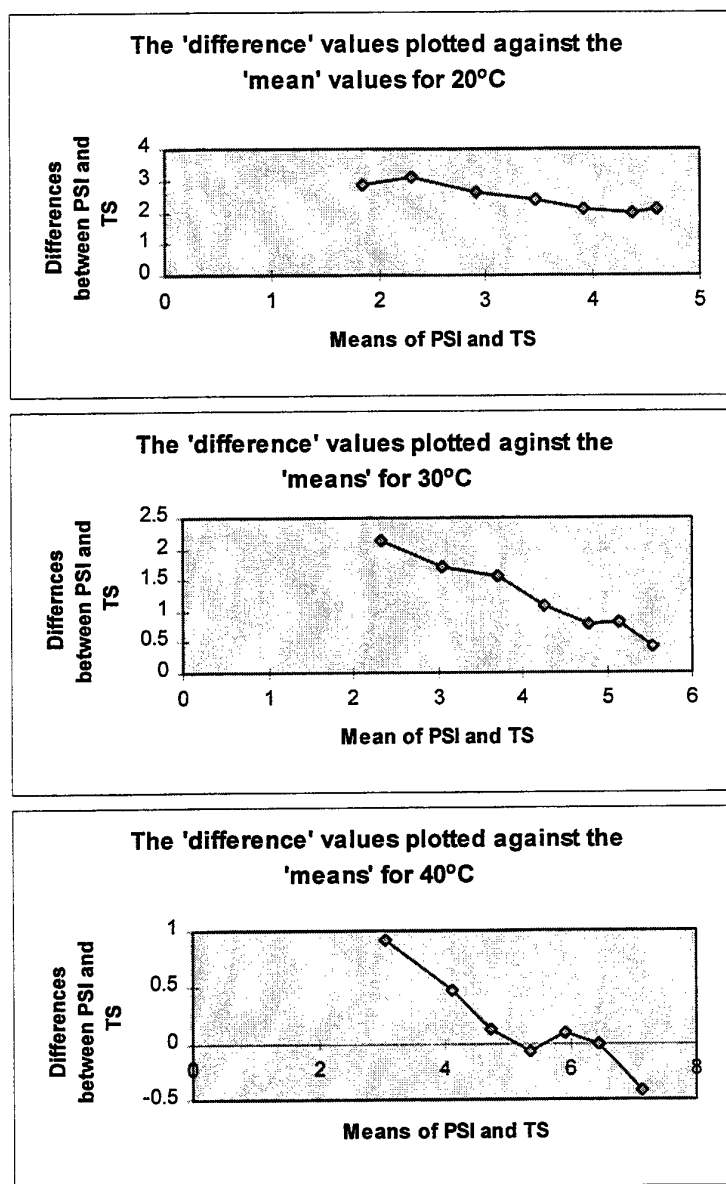 The 'difference' values plotted against the
'mean' values for 20°C
Differences
between PSI and
TS
4
3
2
1
0
0 1 2 3 4 5
Means of PSI and TS
The 'difference' values plotted aginst the
'means' for 30°C
Differnces
between PSI and
TS
2.5
2
1.5
1
0.5
0
0 1 2 3 4 5 6
Mean of PSI and TS
The 'difference' values plotted against the
'means' for 40°C
Differences
between PSI and
TS
1
0.5
0
-0.5
0 2 4 6 8
Means of PSI and TS